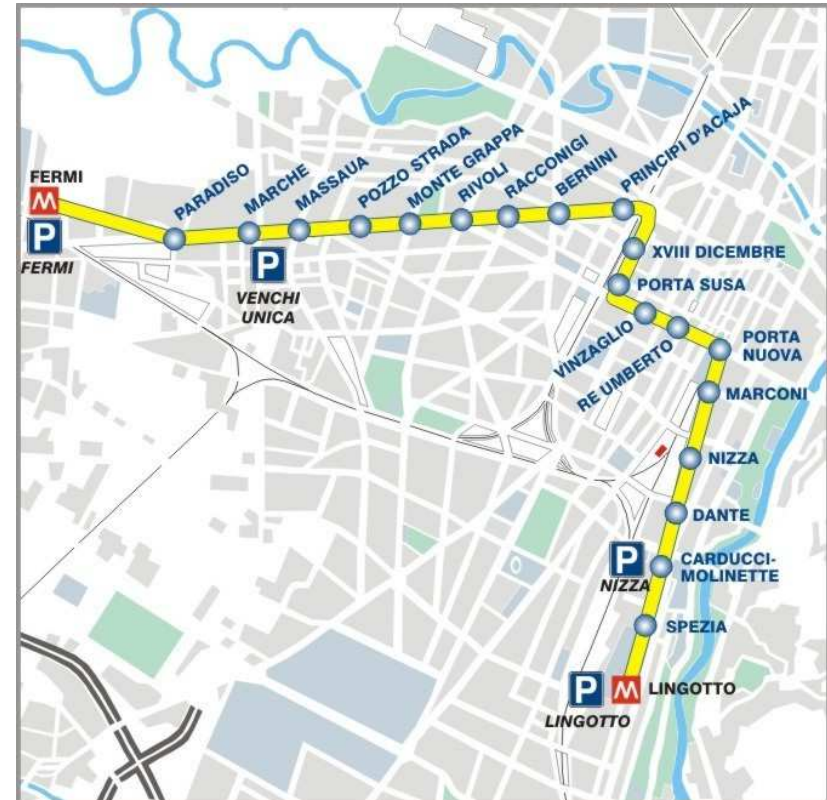 FERMI
M
P
FERMI
PARADISO
MARCHE
MASSAUA
P
VENCHI
UNICA
POZZO STRADA
MONTE GRAPPA
RIVOLI
RACCONIGI
BERNINI
PRINCIPI D'ACAJA
XVIII DICEMBRE
PORTA SUSA
VINZAGLIO
RE UMBERTO
PORTA
NUOVA
MARCONI
NIZZA
DANTE
P
NIZZA
CARDUCCI-
MOLINETTE
SPEZIA
P
LINGOTTO
M
LINGOTTO